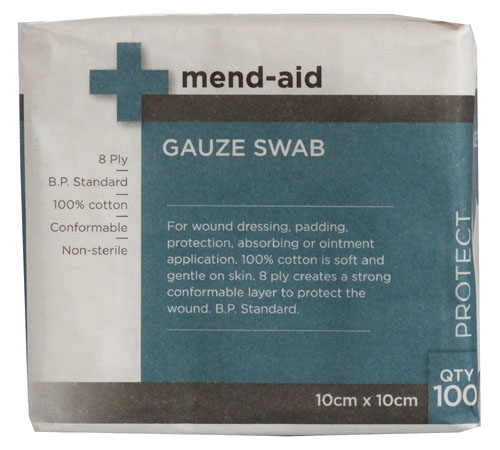 mend-aid
GAUZE SWAB
8 Ply
B.P. Standard
100% cotton
Conformable
Non-sterile
For wound dressing, padding,
protection, absorbing or ointment
application. 100% cotton is soft and
gentle on skin. 8 ply creates a strong
conformable layer to protect the
wound. B.P. Standard.
PROTECT
QTY
100
10cm x 10cm